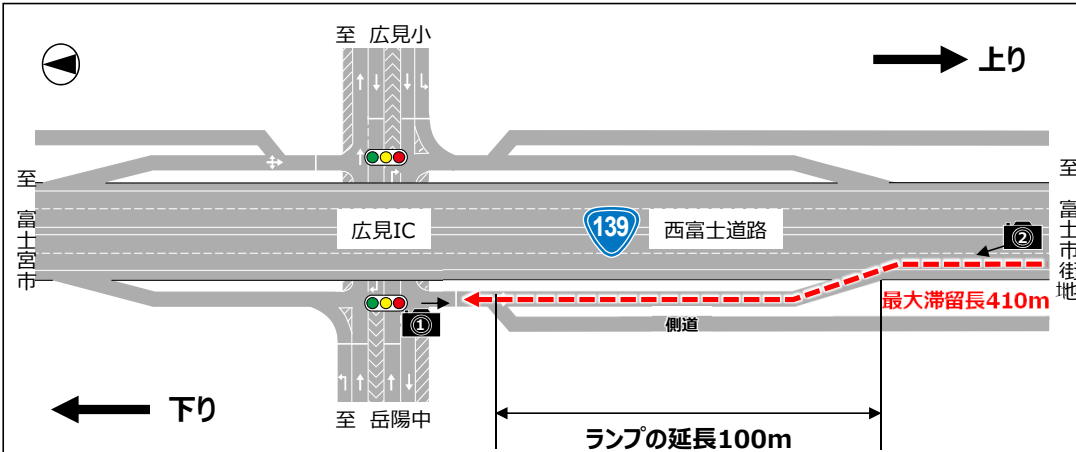 至 広見小
上り
至 富士宮市
広見IC
139
西富士道路
至 富士市街地
②
最大滞留長410m
①
側道
下り
至 岳陽中
ランプの延長100m